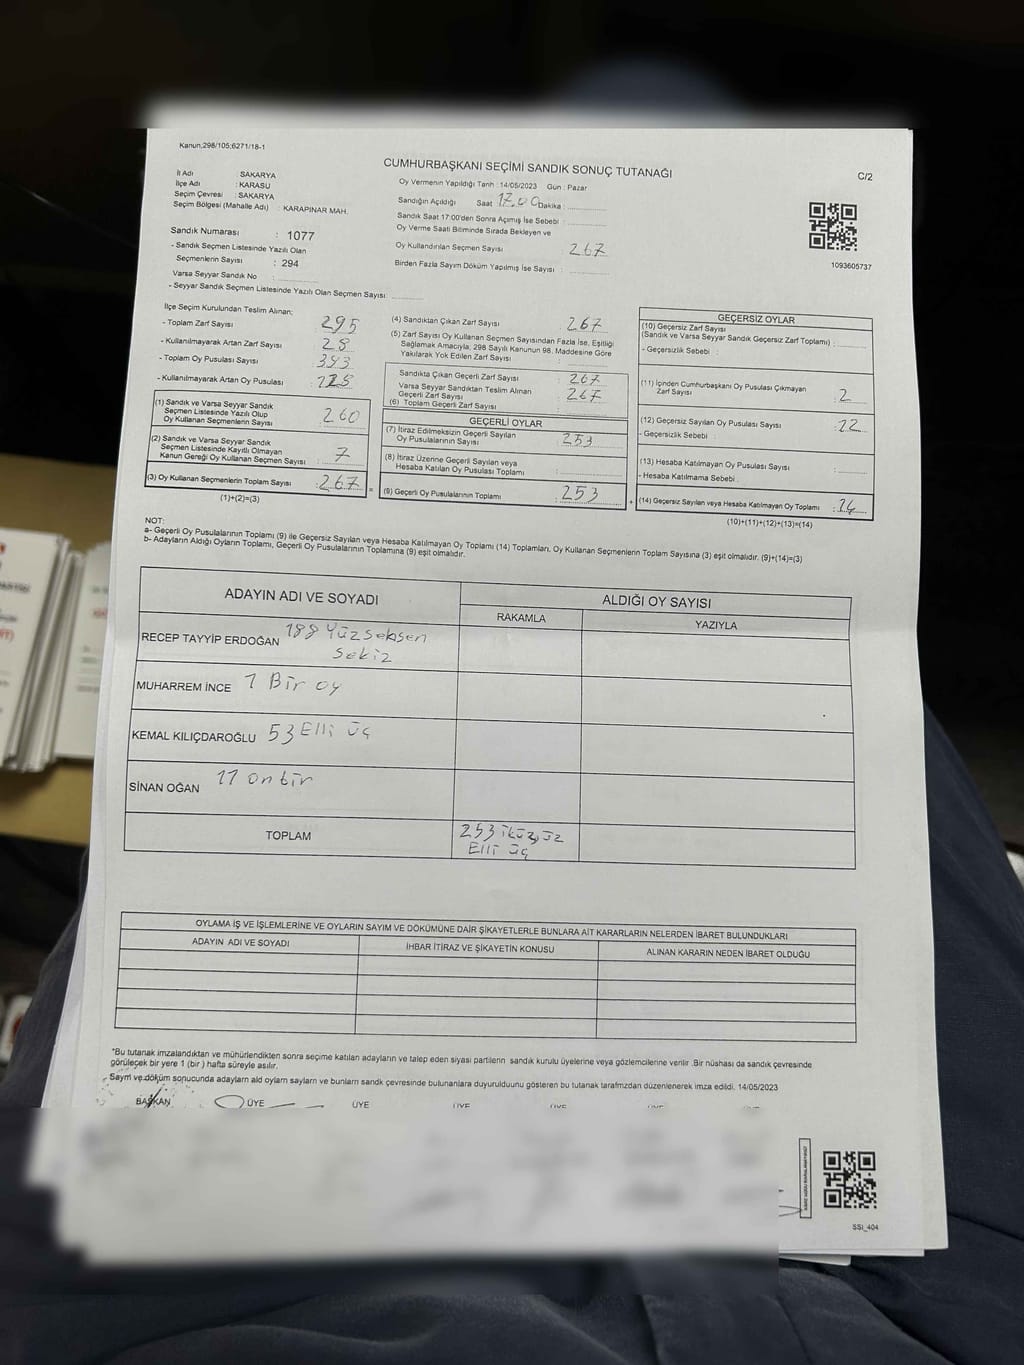 Kanun,298/105;6271/18-1
CUMHURBAŞKANI SEÇİMİ SANDIK SONUÇ TUTANAĞI
C/2
İl Adı : SAKARYA
İlçe Adı : KARASU
Seçim Çevresi : SAKARYA
Seçim Bölgesi (Mahalle Adı) : KARAPINAR MAH.
Sandık Numarası : 1077
- Sandık Seçmen Listesinde Yazılı Olan
Seçmenlerin Sayısı : 294
Varsa Seyyar Sandık No :
- Seyyar Sandık Seçmen Listesinde Yazılı Olan Seçmen Sayısı:
Oy Vermenin Yapıldığı Tarih : 14/05/2023 Gün : Pazar
Sandığın Açıldığı Saat 17.00 Dakika :
Sandık Saat 17:00'den Sonra Açımış İse Sebebi :
Oy Verme Saati Bitiminde Sırada Bekleyen ve
Oy Kullandırılan Seçmen Sayısı 267
Birden Fazla Sayım Döküm Yapılmış İse Sayısı :
1093605737
İlçe Seçim Kurulundan Teslim Alınan;
- Toplam Zarf Sayısı 295
- Kullanılmayarak Artan Zarf Sayısı : 28
- Toplam Oy Pusulası Sayısı : 393
- Kullanılmayarak Artan Oy Pusulası :
(1) Sandık ve Varsa Seyyar Sandık
Seçmen Listesinde Yazılı Olup
Oy Kullanan Seçmenlerin Sayısı : 260
(2) Sandık ve Varsa Seyyar Sandık
Seçmen Listesinde Kayıtlı Olmayan
Kanun Gereği Oy Kullanan Seçmen Sayısı : 7
(3) Oy Kullanan Seçmenlerin Toplam Sayısı : 267
(1)+(2)=(3)
(4) Sandıktan Çıkan Zarf Sayısı : 267
(5) Zarf Sayısı Oy Kullanan Seçmen Sayısından Fazla İse, Eşitliği
Sağlamak Amacıyla, 298 Sayılı Kanunun 98. Maddesine Göre
Yakılarak Yok Edilen Zarf Sayısı :
Sandıkta Çıkan Geçerli Zarf Sayısı : 267
Varsa Seyyar Sandıktan Teslim Alınan
Geçerli Zarf Sayısı : 267
(6) Toplam Geçerli Zarf Sayısı :
GEÇERLİ OYLAR
(7) İtiraz Edilmeksizin Geçerli Sayılan
Oy Pusulalarının Sayısı : 253
(8) İtiraz Üzerine Geçerli Sayılan veya
Hesaba Katılan Oy Pusulası Toplamı :
(9) Geçerli Oy Pusulalarının Toplamı : 253
GEÇERSİZ OYLAR
(10) Geçersiz Zarf Sayısı
(Sandık ve Varsa Seyyar Sandık Geçersiz Zarf Toplamı) :
- Geçersizlik Sebebi :
(11) İçinden Cumhurbaşkanı Oy Pusulası Çıkmayan
Zarf Sayısı : 2
(12) Geçersiz Sayılan Oy Pusulası Sayısı : 12
- Geçersizlik Sebebi :
(13) Hesaba Katılmayan Oy Pusulası Sayısı :
- Hesaba Katılmama Sebebi :
(14) Geçersiz Sayılan veya Hesaba Katılmayan Oy Toplamı : 14
(10)+(11)+(12)+(13)=(14)
NOT:
a- Geçerli Oy Pusulalarının Toplamı (9) ile Geçersiz Sayılan veya Hesaba Katılmayan Oy Toplamı (14) Toplamları, Oy Kullanan Seçmenlerin Toplam Sayısına (3) eşit olmalıdır. (9)+(14)=(3)
b- Adayların Aldığı Oyların Toplamı, Geçerli Oy Pusulalarının Toplamına (9) eşit olmalıdır.
ADAYIN ADI VE SOYADI
ALDIĞI OY SAYISI
RAKAMLA
YAZIYLA
RECEP TAYYİP ERDOĞAN 188 Yüzseksen
Sekiz
MUHARREM İNCE 1 Bir oy
KEMAL KILIÇDAROĞLU 53 Elli üç
SİNAN OĞAN 11 on bir
TOPLAM 253 ikiyüz
Elli üç
OYLAMA İŞ VE İŞLEMLERİNE VE OYLARIN SAYIM VE DÖKÜMÜNE DAİR ŞİKAYETLERLE BUNLARA AİT KARARLARIN NELERDEN İBARET BULUNDUKLARI
ADAYIN ADI VE SOYADI
İHBAR İTİRAZ VE ŞİKAYETİN KONUSU
ALINAN KARARIN NEDEN İBARET OLDUĞU
*Bu tutanak imzalandıktan ve mühürlendikten sonra seçime katılan adayların ve talep eden siyasi partilerin sandık kurulu üyelerine veya gözlemcilerine verilir .Bir nüshası da sandık çevresinde
görülecek bir yere 1 (bir ) hafta süreyle asılır.
Sayım ve döküm sonucunda adayların aldı oyların sayların ve bunların sandk çevresinde bulunanlara duyurulduunu gösteren bu tutanak tarafmzdan düzenlenerek imza edildi. 14/05/2023
BAŞKAN ÜYE ÜYE ÜYE ÜYE
SSİ_404